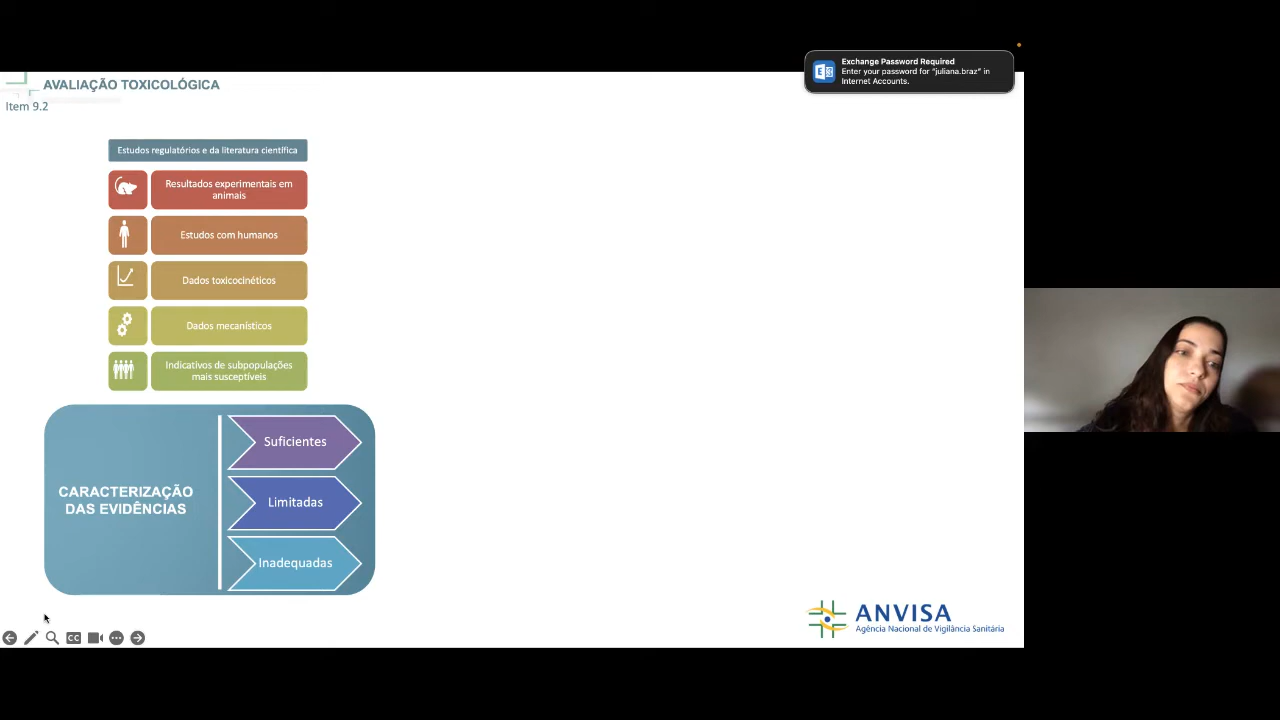 Exchange Password Required
Enter your password for "juliana.braz" in
Internet Accounts.
AVALIAÇÃO TOXICOLÓGICA
Item 9.2
Estudos regulatórios e da literatura científica
Resultados experimentais em
animais
Estudos com humanos
Dados toxicocinéticos
Dados mecanísticos
Indicativos de subpopulações
mais susceptíveis
CARACTERIZAÇÃO
DAS EVIDÊNCIAS
Suficientes
Limitadas
Inadequadas
ANVISA
Agência Nacional de Vigilância Sanitária
CC